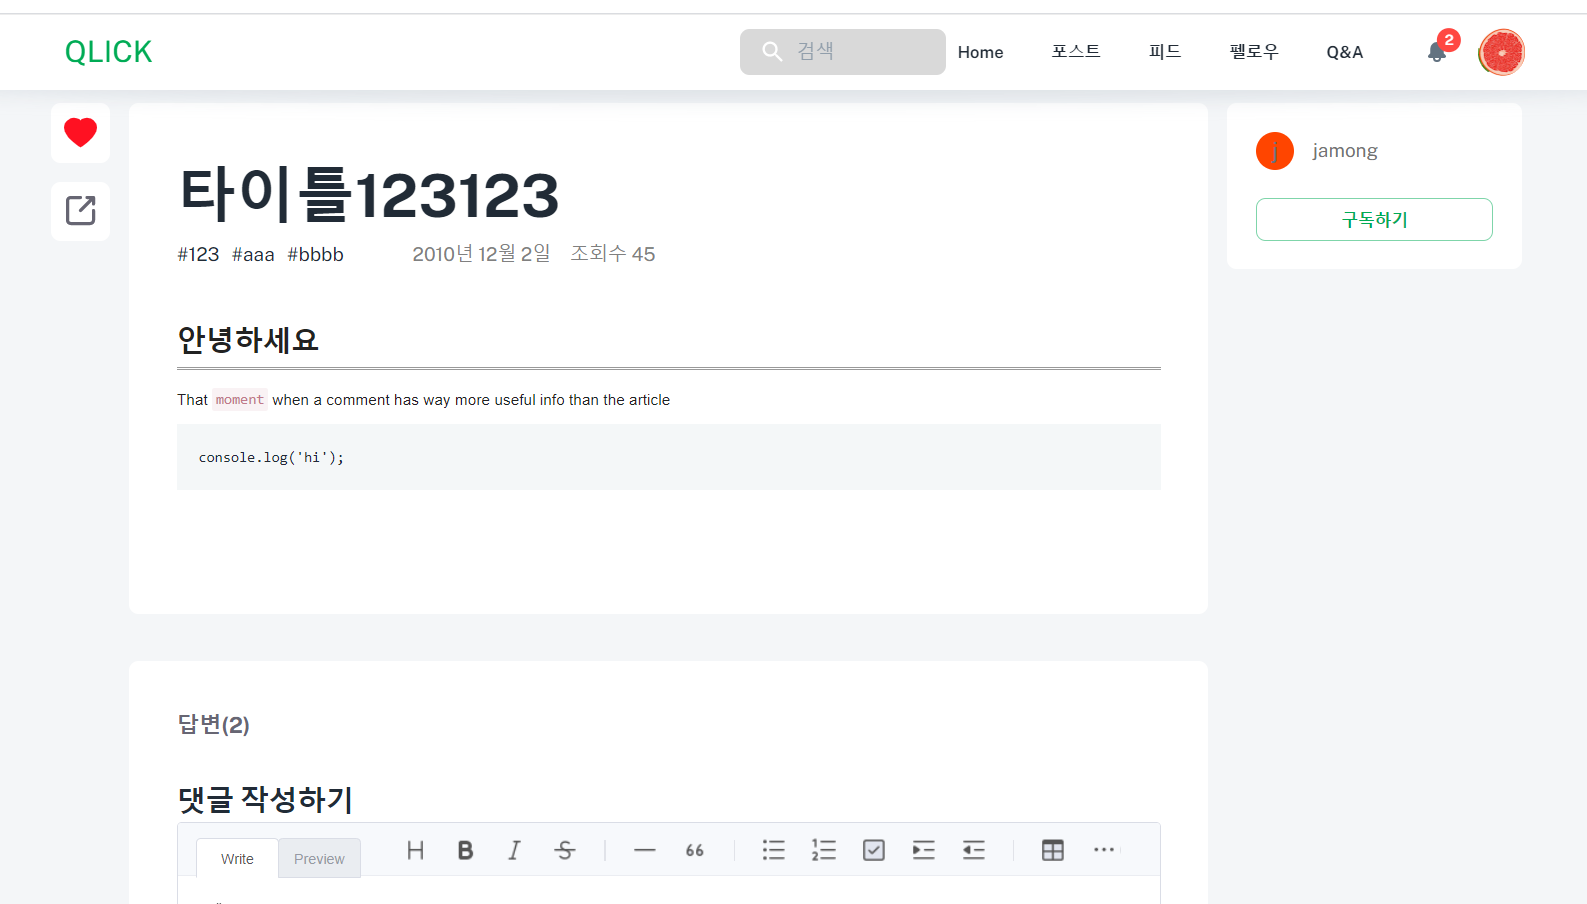 QLICK
검색
Home
포스트
피드
펠로우
Q&A
2
타이틀123123
#123 #aaa #bbbb
2010년 12월 2일 조회수 45
안녕하세요
That moment when a comment has way more useful info than the article
console.log('hi');
j
jamong
구독하기
답변(2)
댓글 작성하기
Write
Preview